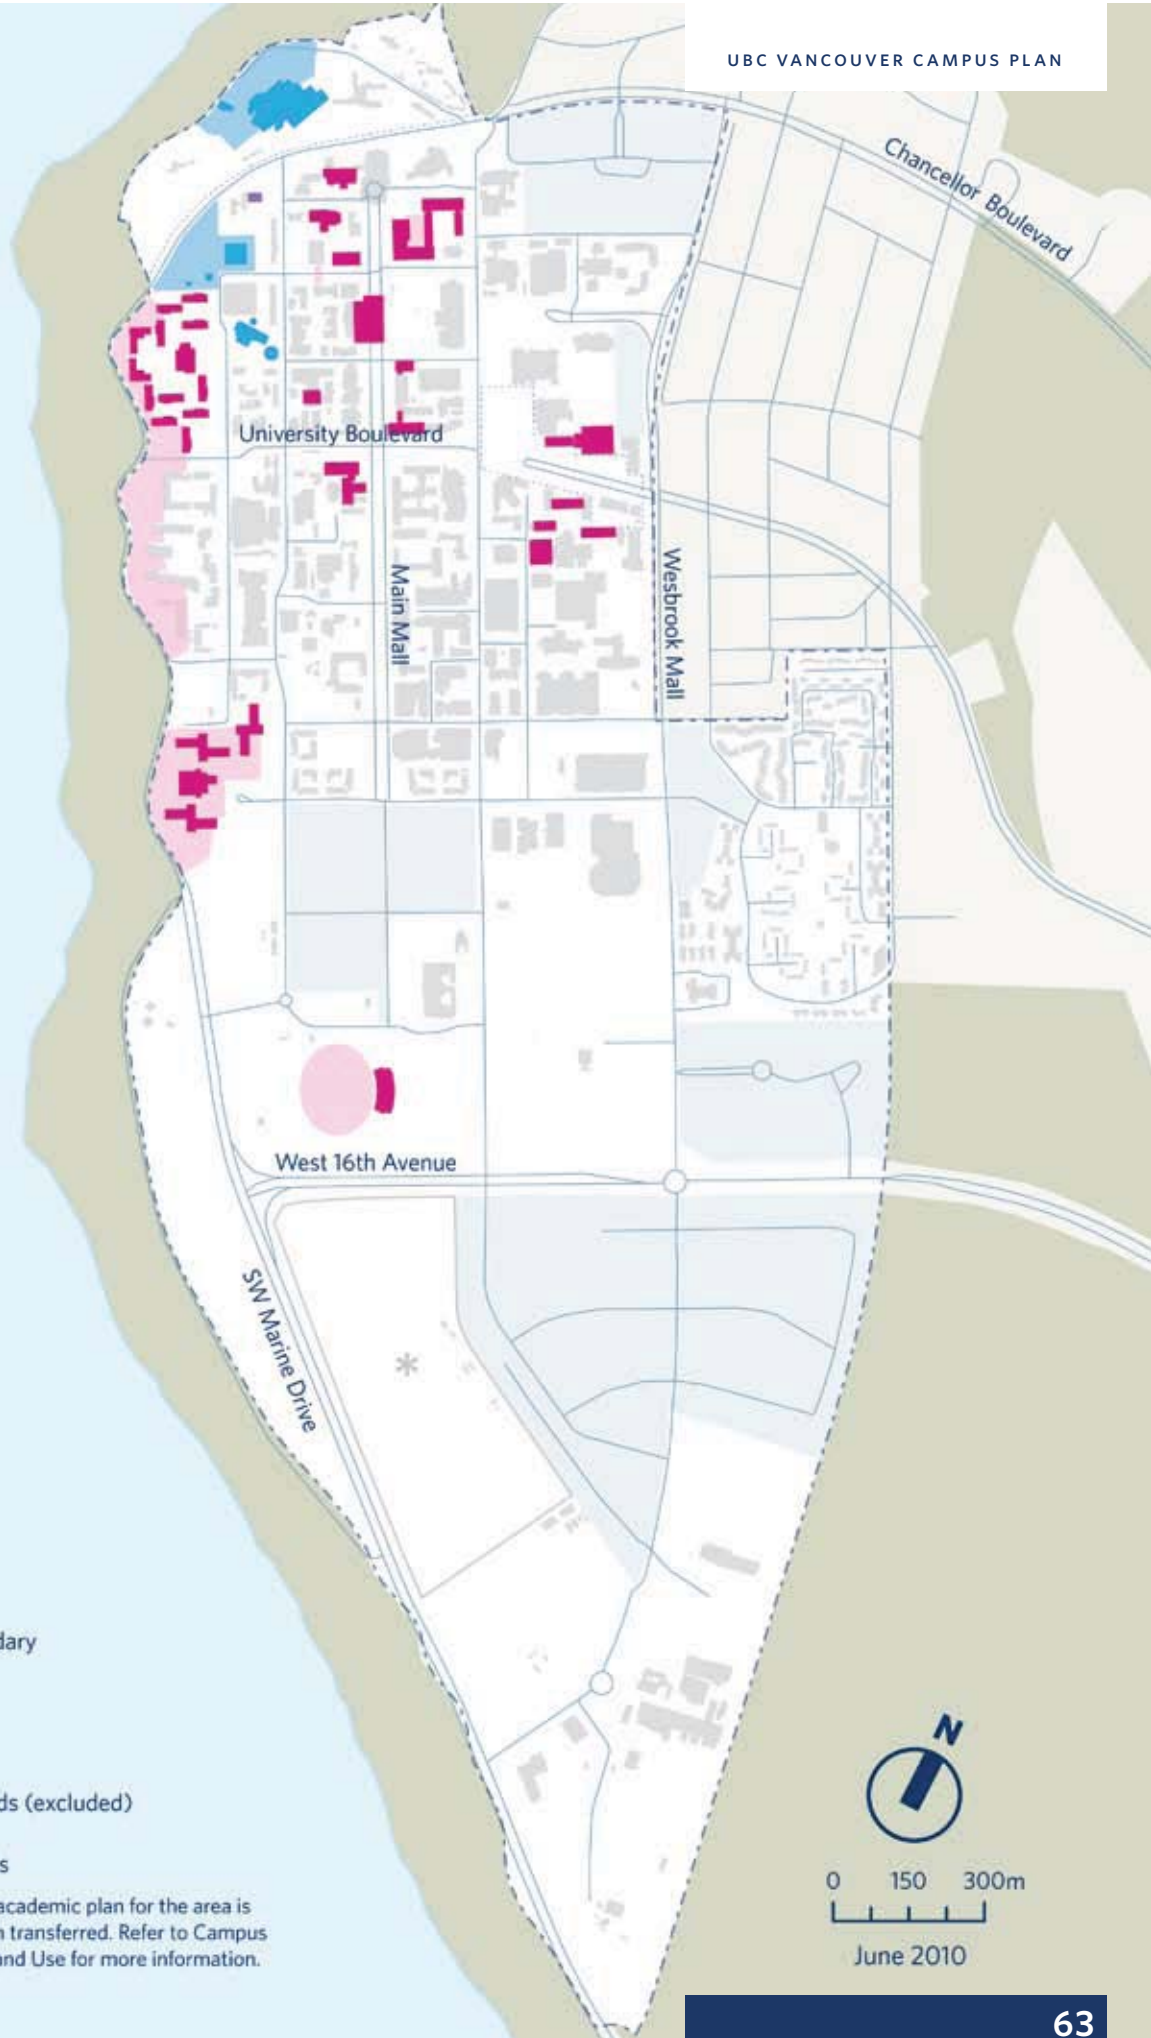 UBC VANCOUVER CAMPUS PLAN
Chancellor Boulevard
University Boulevard
Main Mall
Wesbrook Mall
West 16th Avenue
SW Marine Drive
*
dary
ds (excluded)
s
academic plan for the area is
n transferred. Refer to Campus
and Use for more information.
N
0 150 300m
June 2010
63